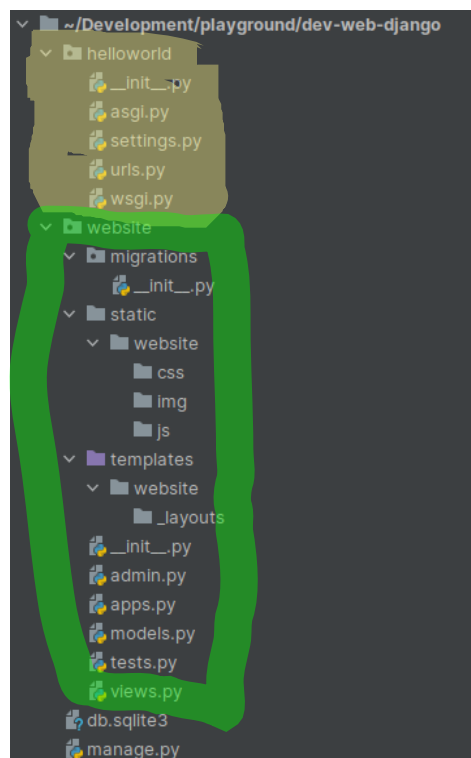 ~/Development/playground/dev-web-django
helloworld
__init__.py
asgi.py
settings.py
urls.py
wsgi.py
website
migrations
__init__.py
static
website
css
img
js
templates
website
_layouts
__init__.py
admin.py
apps.py
models.py
tests.py
views.py
db.sqlite3
manage.py